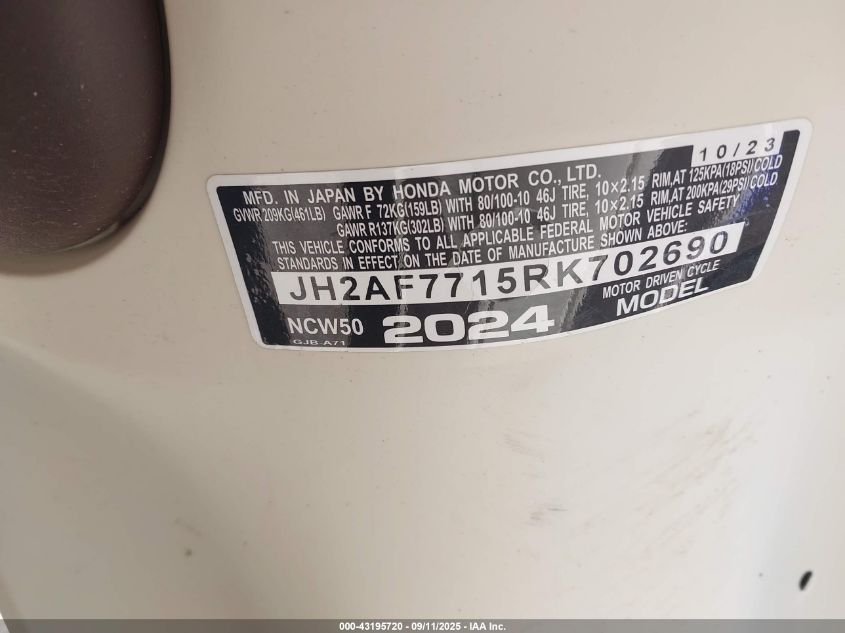 10/23
MFD. IN JAPAN BY HONDA MOTOR CO., LTD.
GVWR 209KG(461LB) GAWR F 72KG(159LB) WITH 80/100-10 46J TIRE, 10×2.15 RIM, AT 125KPA(18PSI) COLD
GAWR R137KG(302LB) WITH 80/100-10 46J TIRE, 10×2.15 RIM, AT 200KPA(29PSI) COLD
THIS VEHICLE CONFORMS TO ALL APPLICABLE FEDERAL MOTOR VEHICLE SAFETY
STANDARDS IN EFFECT ON THE DATE OF MANUFACTURE SHOWN ABOVE:
JH2AF7715RK702690
MOTOR DRIVEN CYCLE
NCW50 2024 MODEL
GJB-A71
000-43195720 - 09/11/2025 - IAA Inc.